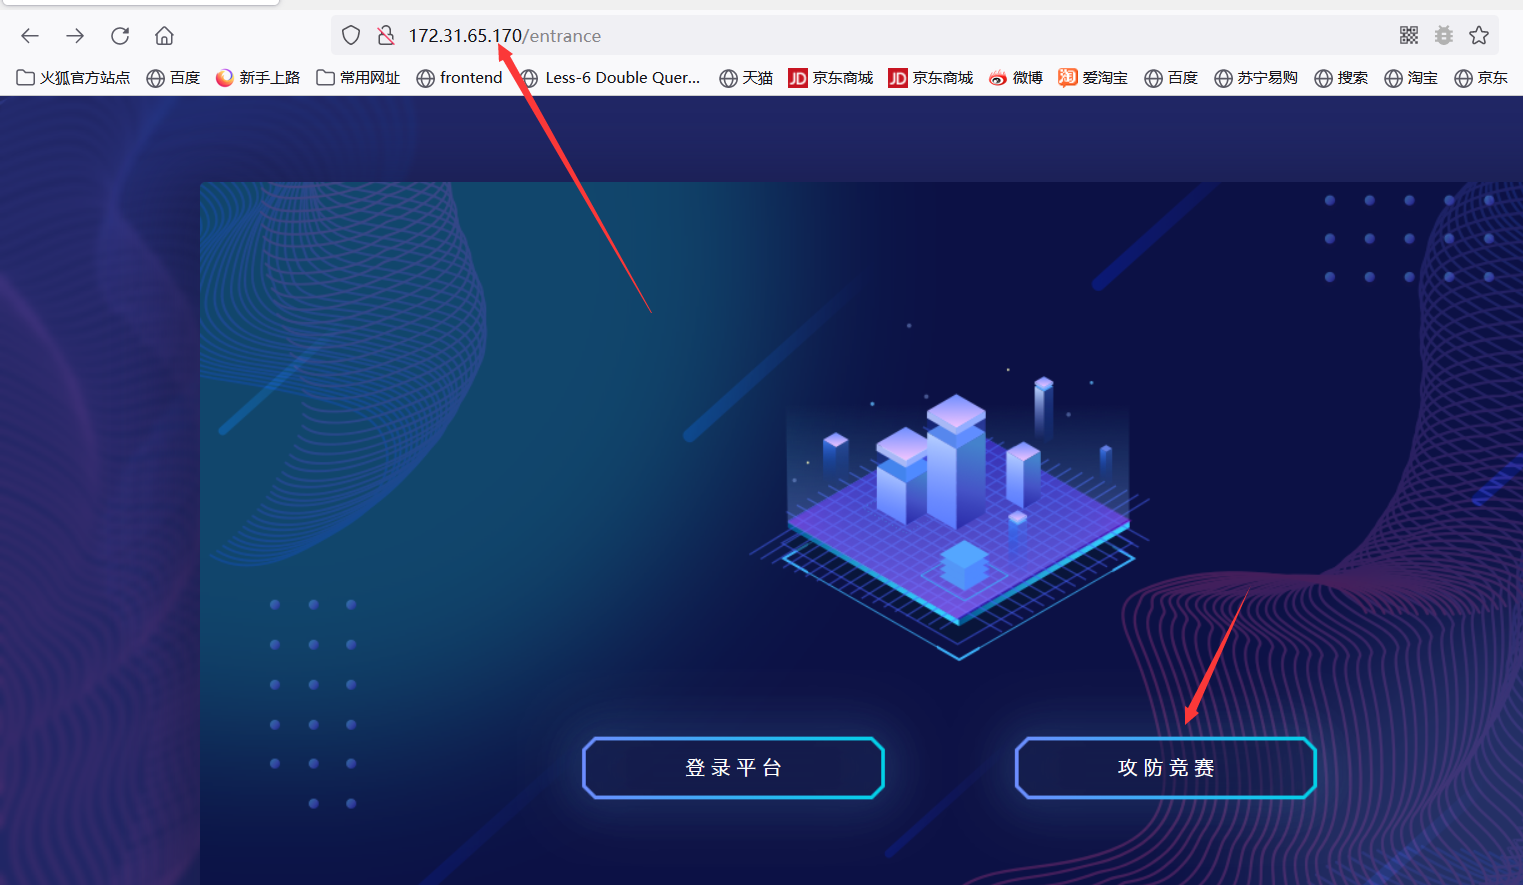 172.31.65.170/entrance
火狐官方站点 百度 新手上路 常用网址 frontend Less-6 Double Quer... 天猫 JD 京东商城 JD 京东商城 微博 淘 爱淘宝 百度 苏宁易购 搜索 淘宝 京东
登录平台 攻防竞赛